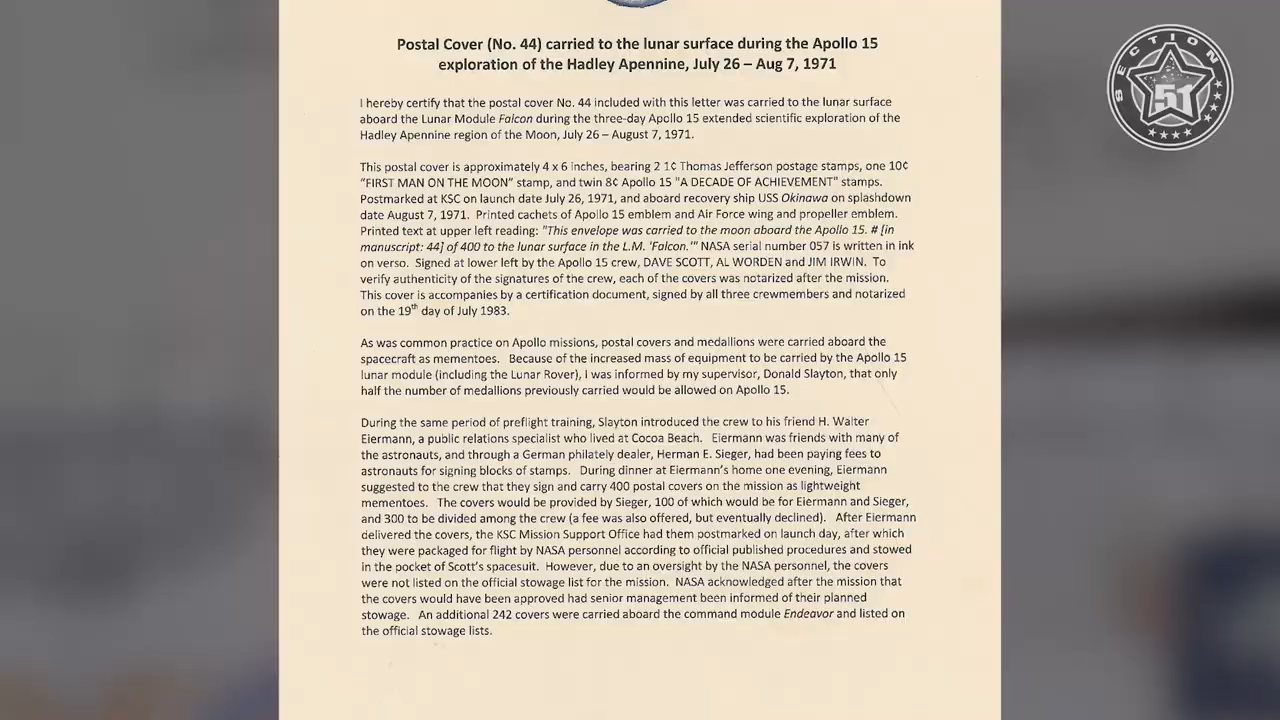 Postal Cover (No. 44) carried to the lunar surface during the Apollo 15
exploration of the Hadley Apennine, July 26 – Aug 7, 1971
I hereby certify that the postal cover No. 44 included with this letter was carried to the lunar surface
aboard the Lunar Module Falcon during the three-day Apollo 15 extended scientific exploration of the
Hadley Apennine region of the Moon, July 26 – August 7, 1971.
This postal cover is approximately 4 x 6 inches, bearing 2 1¢ Thomas Jefferson postage stamps, one 10¢
“FIRST MAN ON THE MOON” stamp, and twin 8¢ Apollo 15 "A DECADE OF ACHIEVEMENT" stamps.
Postmarked at KSC on launch date July 26, 1971, and aboard recovery ship USS Okinawa on splashdown
date August 7, 1971.  Printed cachets of Apollo 15 emblem and Air Force wing and propeller emblem.
Printed text at upper left reading: "This envelope was carried to the moon aboard the Apollo 15. # [in
manuscript: 44] of 400 to the lunar surface in the L.M. 'Falcon.'" NASA serial number 057 is written in ink
on verso.  Signed at lower left by the Apollo 15 crew, DAVE SCOTT, AL WORDEN and JIM IRWIN.  To
verify authenticity of the signatures of the crew, each of the covers was notarized after the mission.
This cover is accompanies by a certification document, signed by all three crewmembers and notarized
on the 19th day of July 1983.
As was common practice on Apollo missions, postal covers and medallions were carried aboard the
spacecraft as mementoes.  Because of the increased mass of equipment to be carried by the Apollo 15
lunar module (including the Lunar Rover), I was informed by my supervisor, Donald Slayton, that only
half the number of medallions previously carried would be allowed on Apollo 15.
During the same period of preflight training, Slayton introduced the crew to his friend H. Walter
Eiermann, a public relations specialist who lived at Cocoa Beach.  Eiermann was friends with many of
the astronauts, and through a German philately dealer, Herman E. Sieger, had been paying fees to
astronauts for signing blocks of stamps.  During dinner at Eiermann's home one evening, Eiermann
suggested to the crew that they sign and carry 400 postal covers on the mission as lightweight
mementoes.  The covers would be provided by Sieger, 100 of which would be for Eiermann and Sieger,
and 300 to be divided among the crew (a fee was also offered, but eventually declined).  After Eiermann
delivered the covers, the KSC Mission Support Office had them postmarked on launch day, after which
they were packaged for flight by NASA personnel according to official published procedures and stowed
in the pocket of Scott's spacesuit.  However, due to an oversight by the NASA personnel, the covers
were not listed on the official stowage list for the mission.  NASA acknowledged after the mission that
the covers would have been approved had senior management been informed of their planned
stowage.  An additional 242 covers were carried aboard the command module Endeavor and listed on
the official stowage lists.
SECTION
51